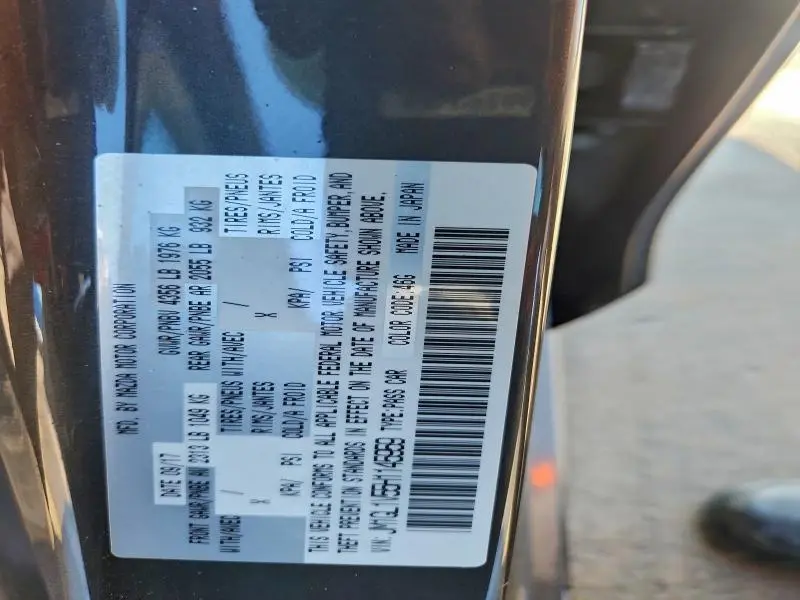 MFD. BY MAZDA MOTOR CORPORATION
DATE 09/17 GVWR/PNBV 4356 LB 1976 KG
FRONT GAWR/PNBE AV 2313 LB 1049 KG REAR GAWR/PNBE AR 2055 LB 932 KG
TIRES/PNEUS TIRES/PNEUS
WITH/AVEC / RIMS/JANTES WITH/AVEC / RIMS/JANTES
X X
KPA/ PSI COLD/A FROID KPA/ PSI COLD/A FROID
THIS VEHICLE CONFORMS TO ALL APPLICABLE FEDERAL MOTOR VEHICLE SAFETY, BUMPER, AND
THEFT PREVENTION STANDARDS IN EFFECT ON THE DATE OF MANUFACTURE SHOWN ABOVE.
VIN: TYPE:PASS CAR COLOR CODE:46G MADE IN JAPAN